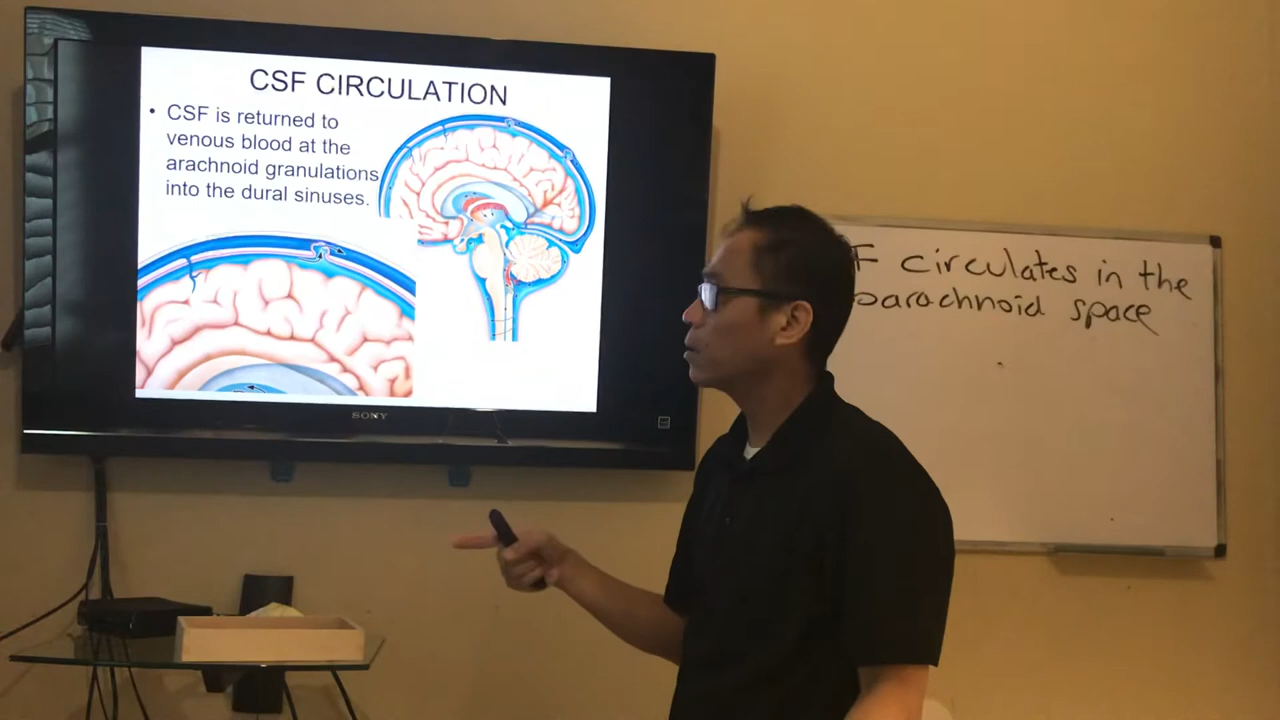 CSF CIRCULATION
• CSF is returned to
venous blood at the
arachnoid granulations
into the dural sinuses.
SONY
F circulates in the
barachnoid space